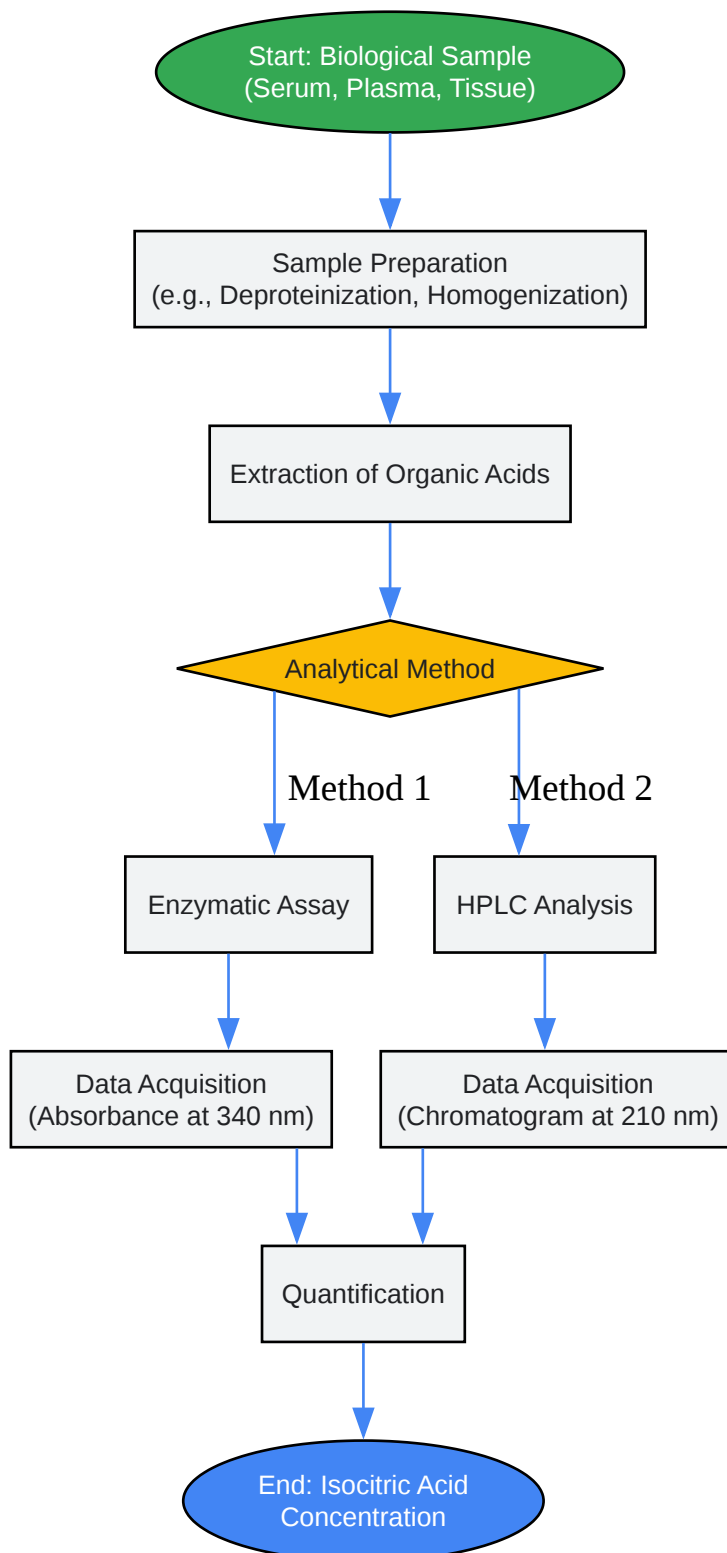 Start: Biological Sample
(Serum, Plasma, Tissue)
Sample Preparation
(e.g., Deproteinization, Homogenization)
Extraction of Organic Acids
Analytical Method
Method 1
Method 2
Enzymatic Assay
HPLC Analysis
Data Acquisition
(Absorbance at 340 nm)
Data Acquisition
(Chromatogram at 210 nm)
Quantification
End: Isocitric Acid
Concentration